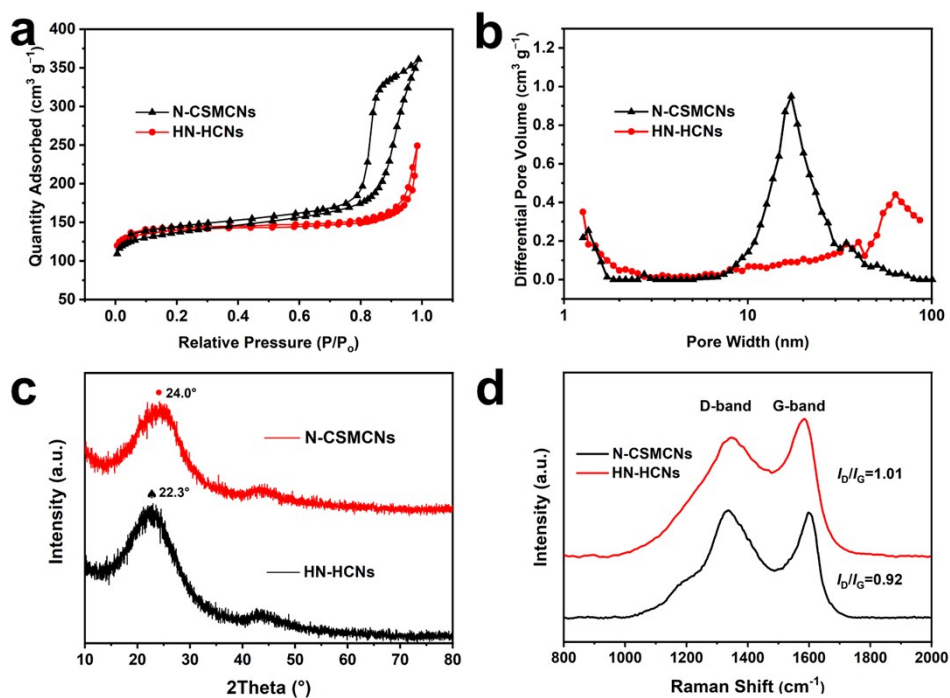 a
Quantity Adsorbed (cm³ g⁻¹)
400
350
300
250
200
150
100
50
N-CSMCNs
HN-HCNs
0.0 0.2 0.4 0.6 0.8 1.0
Relative Pressure (P/Pₒ)
b
Differential Pore Volume (cm³ g⁻¹)
1.2
1.0
0.8
0.6
0.4
0.2
0.0
N-CSMCNs
HN-HCNs
1 10 100
Pore Width (nm)
c
Intensity (a.u.)
24.0°
N-CSMCNs
22.3°
HN-HCNs
10 20 30 40 50 60 70 80
2Theta (°)
d
Intensity (a.u.)
D-band G-band
N-CSMCNs
HN-HCNs
I_D/I_G=1.01
I_D/I_G=0.92
800 1000 1200 1400 1600 1800 2000
Raman Shift (cm⁻¹)